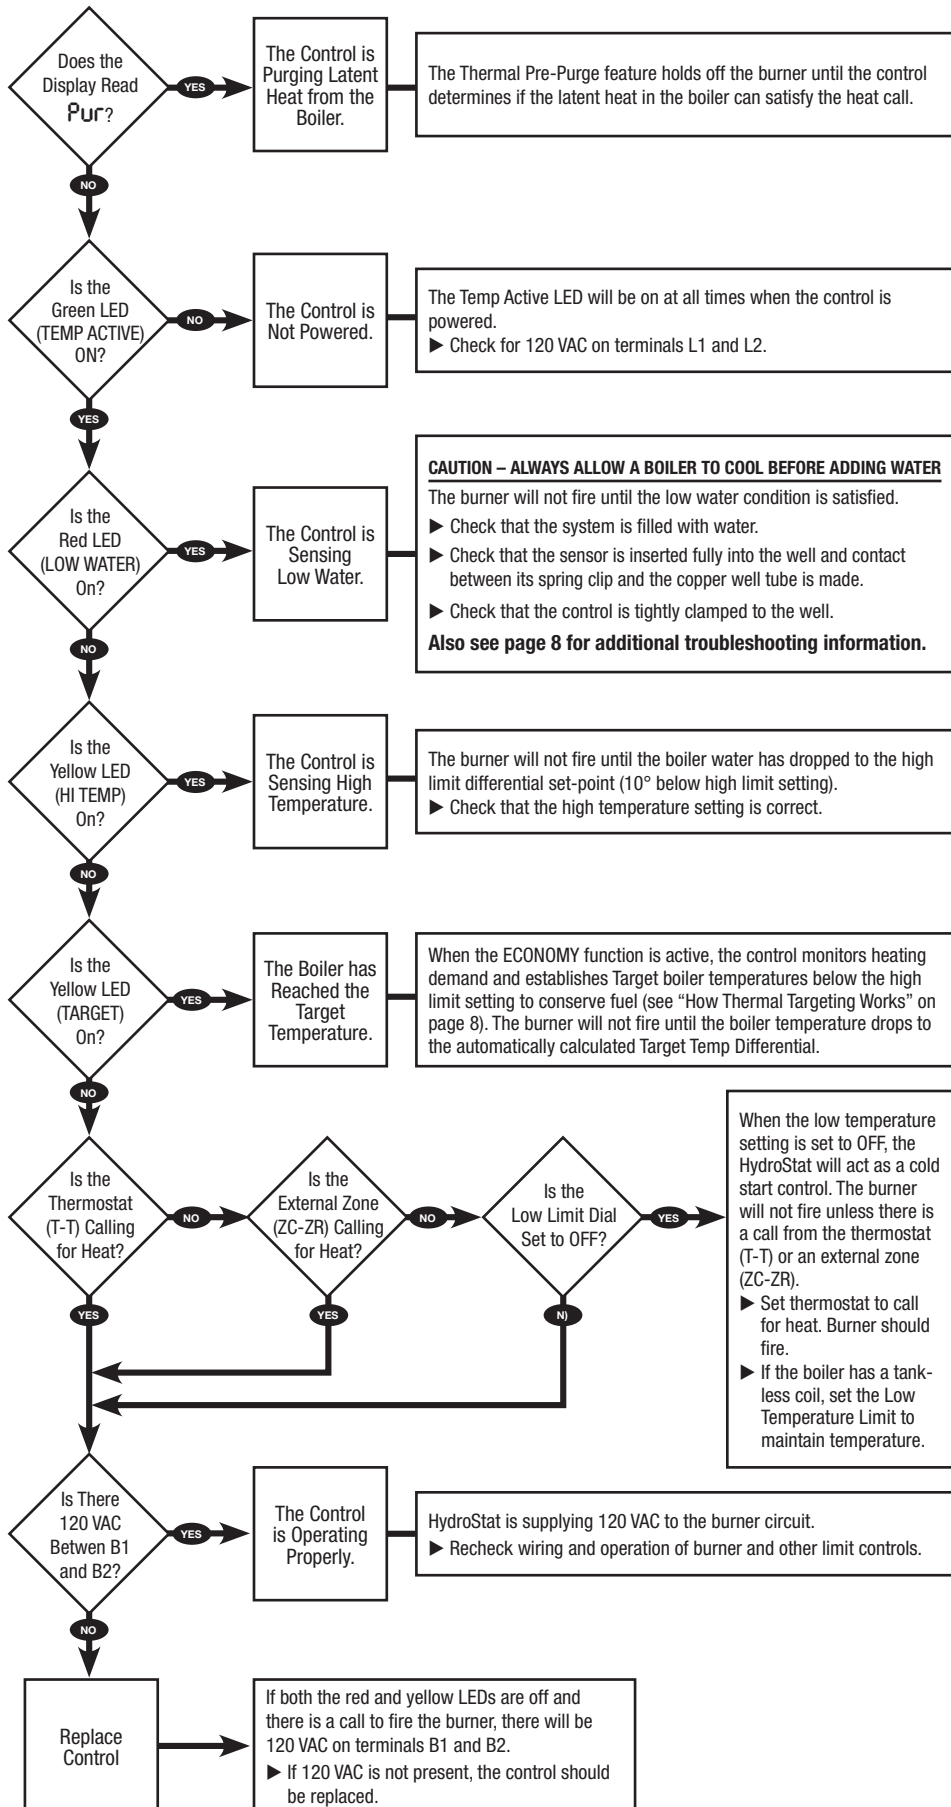 Does the
Display Read
Pur?
YES
The Control is
Purging Latent
Heat from the
Boiler.
The Thermal Pre-Purge feature holds off the burner until the control
determines if the latent heat in the boiler can satisfy the heat call.
NO
Is the
Green LED
(TEMP ACTIVE)
ON?
NO
The Control is
Not Powered.
The Temp Active LED will be on at all times when the control is
powered.
▶ Check for 120 VAC on terminals L1 and L2.
YES
Is the
Red LED
(LOW WATER)
On?
YES
The Control is
Sensing
Low Water.
CAUTION – ALWAYS ALLOW A BOILER TO COOL BEFORE ADDING WATER
The burner will not fire until the low water condition is satisfied.
▶ Check that the system is filled with water.
▶ Check that the sensor is inserted fully into the well and contact
between its spring clip and the copper well tube is made.
▶ Check that the control is tightly clamped to the well.
Also see page 8 for additional troubleshooting information.
NO
Is the
Yellow LED
(HI TEMP)
On?
YES
The Control is
Sensing High
Temperature.
The burner will not fire until the boiler water has dropped to the high
limit differential set-point (10° below high limit setting).
▶ Check that the high temperature setting is correct.
NO
Is the
Yellow LED
(TARGET)
On?
YES
The Boiler has
Reached the
Target
Temperature.
When the ECONOMY function is active, the control monitors heating
demand and establishes Target boiler temperatures below the high
limit setting to conserve fuel (see “How Thermal Targeting Works” on
page 8). The burner will not fire until the boiler temperature drops to
the automatically calculated Target Temp Differential.
NO
Is the
Thermostat
(T-T) Calling
for Heat?
NO
Is the
External Zone
(ZC-ZR) Calling
for Heat?
NO
Is the
Low Limit Dial
Set to OFF?
YES
When the low temperature
setting is set to OFF, the
HydroStat will act as a cold
start control. The burner
will not fire unless there is
a call from the thermostat
(T-T) or an external zone
(ZC-ZR).
▶ Set thermostat to call
for heat. Burner should
fire.
▶ If the boiler has a tank-
less coil, set the Low
Temperature Limit to
maintain temperature.
YES
YES
N)
Is There
120 VAC
Betwen B1
and B2?
YES
The Control
is Operating
Properly.
HydroStat is supplying 120 VAC to the burner circuit.
▶ Recheck wiring and operation of burner and other limit controls.
NO
Replace
Control
If both the red and yellow LEDs are off and
there is a call to fire the burner, there will be
120 VAC on terminals B1 and B2.
▶ If 120 VAC is not present, the control should
be replaced.